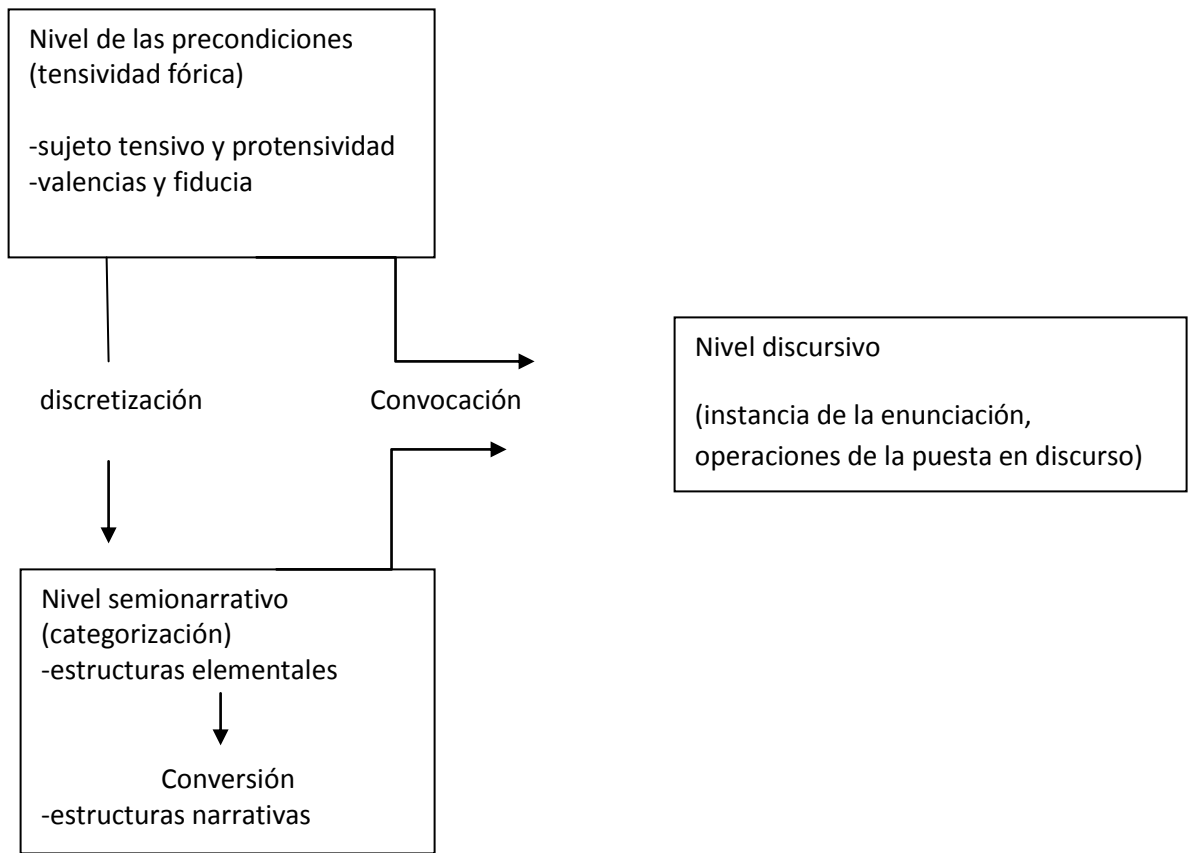 Nivel de las precondiciones
(tensividad fórica)
-sujeto tensivo y protensividad
-valencias y fiducia
discretización
Convocación
Nivel discursivo
(instancia de la enunciación,
operaciones de la puesta en discurso)
Nivel semionarrativo
(categorización)
-estructuras elementales
Conversión
-estructuras narrativas